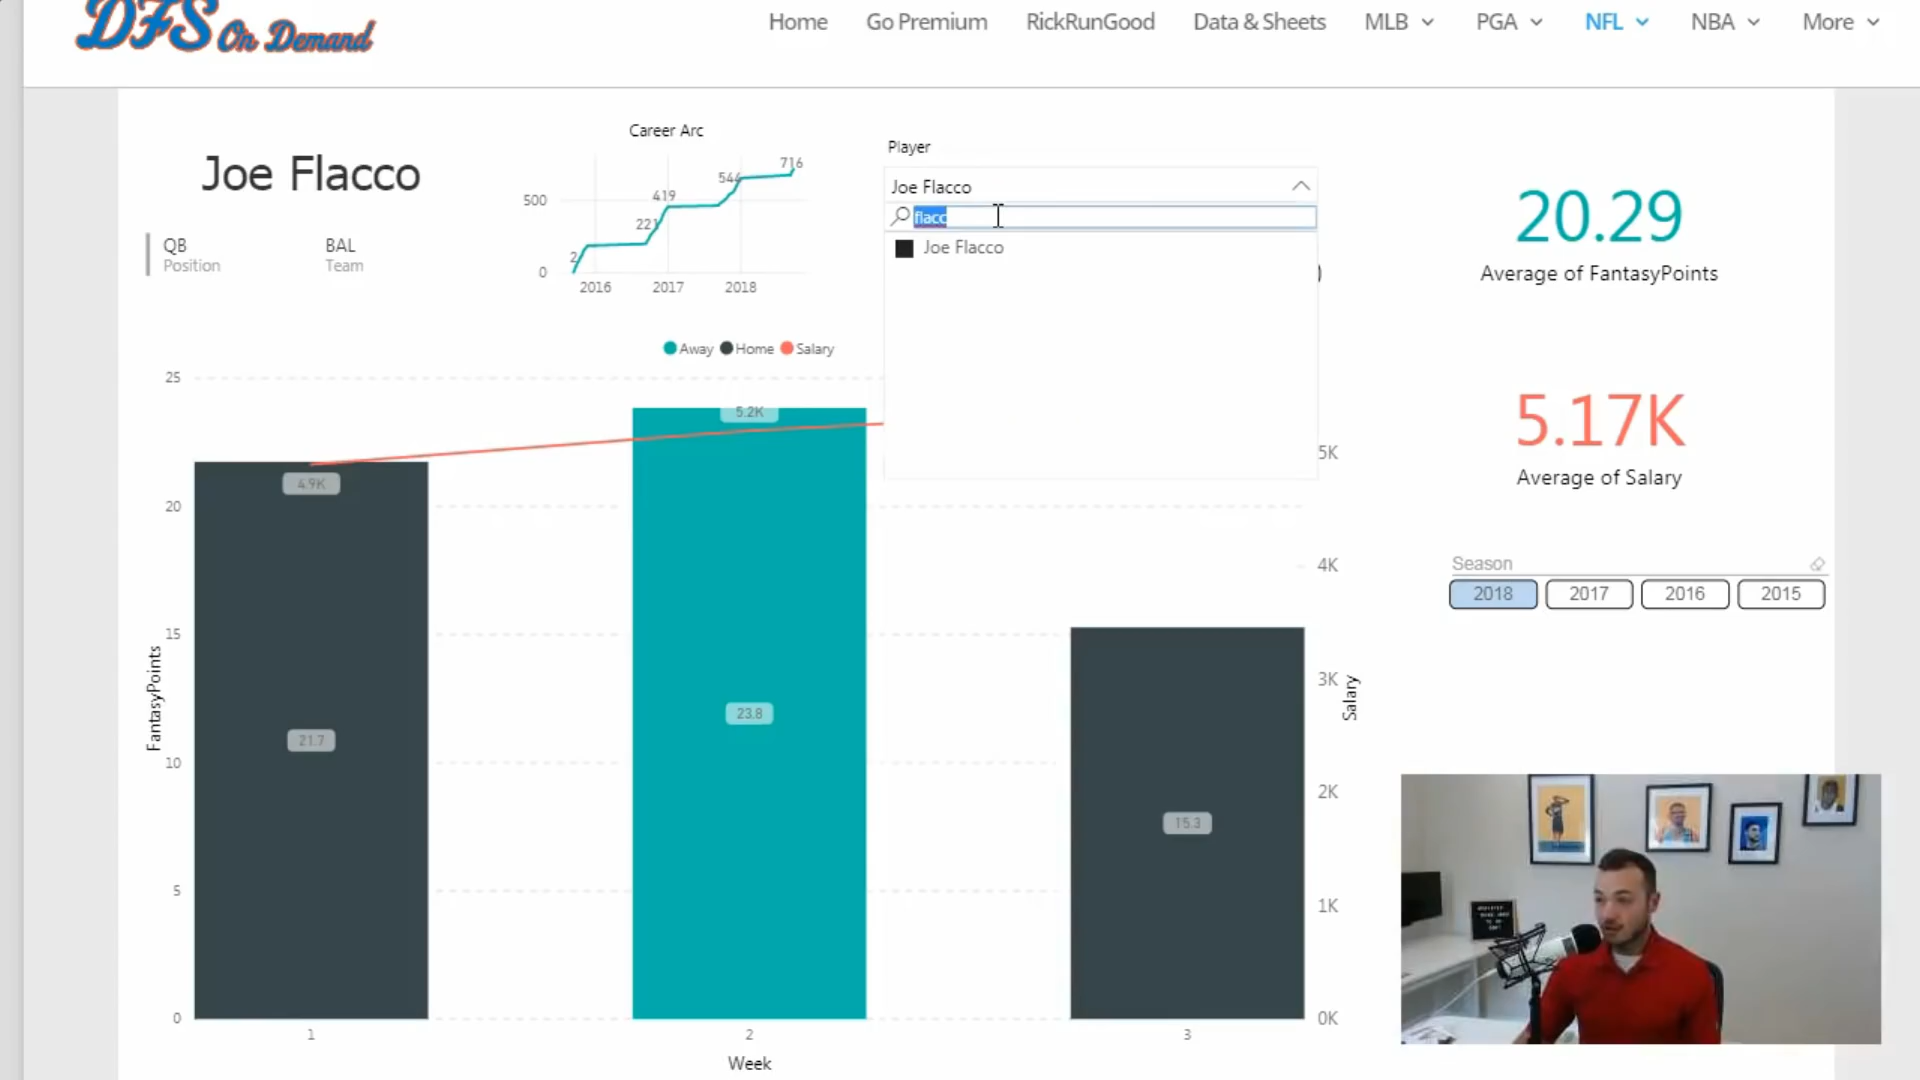 DFS On Demand
Home Go Premium RickRunGood Data & Sheets MLB PGA NFL NBA More
Joe Flacco
QB
Position
BAL
Team
Career Arc
500
0
2
221
419
544
716
2016 2017 2018
Player
Joe Flacco
flacc
Joe Flacco
20.29
Average of FantasyPoints
5.17K
Average of Salary
Season
2018 2017 2016 2015
Away Home Salary
25
20
15
10
5
0
FantasyPoints
4.9K
21.7
5.2K
23.8
15.3
5K
4K
3K
2K
1K
0K
Salary
1 2 3
Week